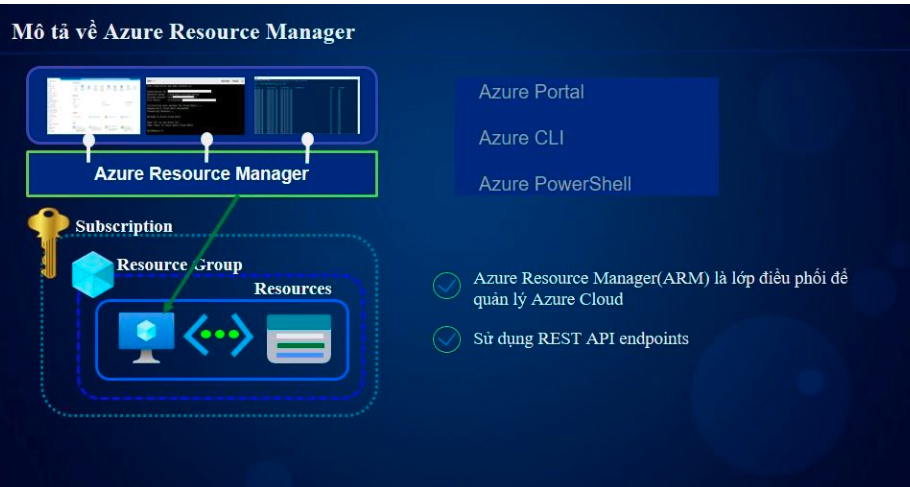 Mô tả về Azure Resource Manager
Azure Resource Manager
Subscription
Resource Group
Resources
Azure Portal
Azure CLI
Azure PowerShell
Azure Resource Manager(ARM) là lớp điều phối để
quản lý Azure Cloud
Sử dụng REST API endpoints